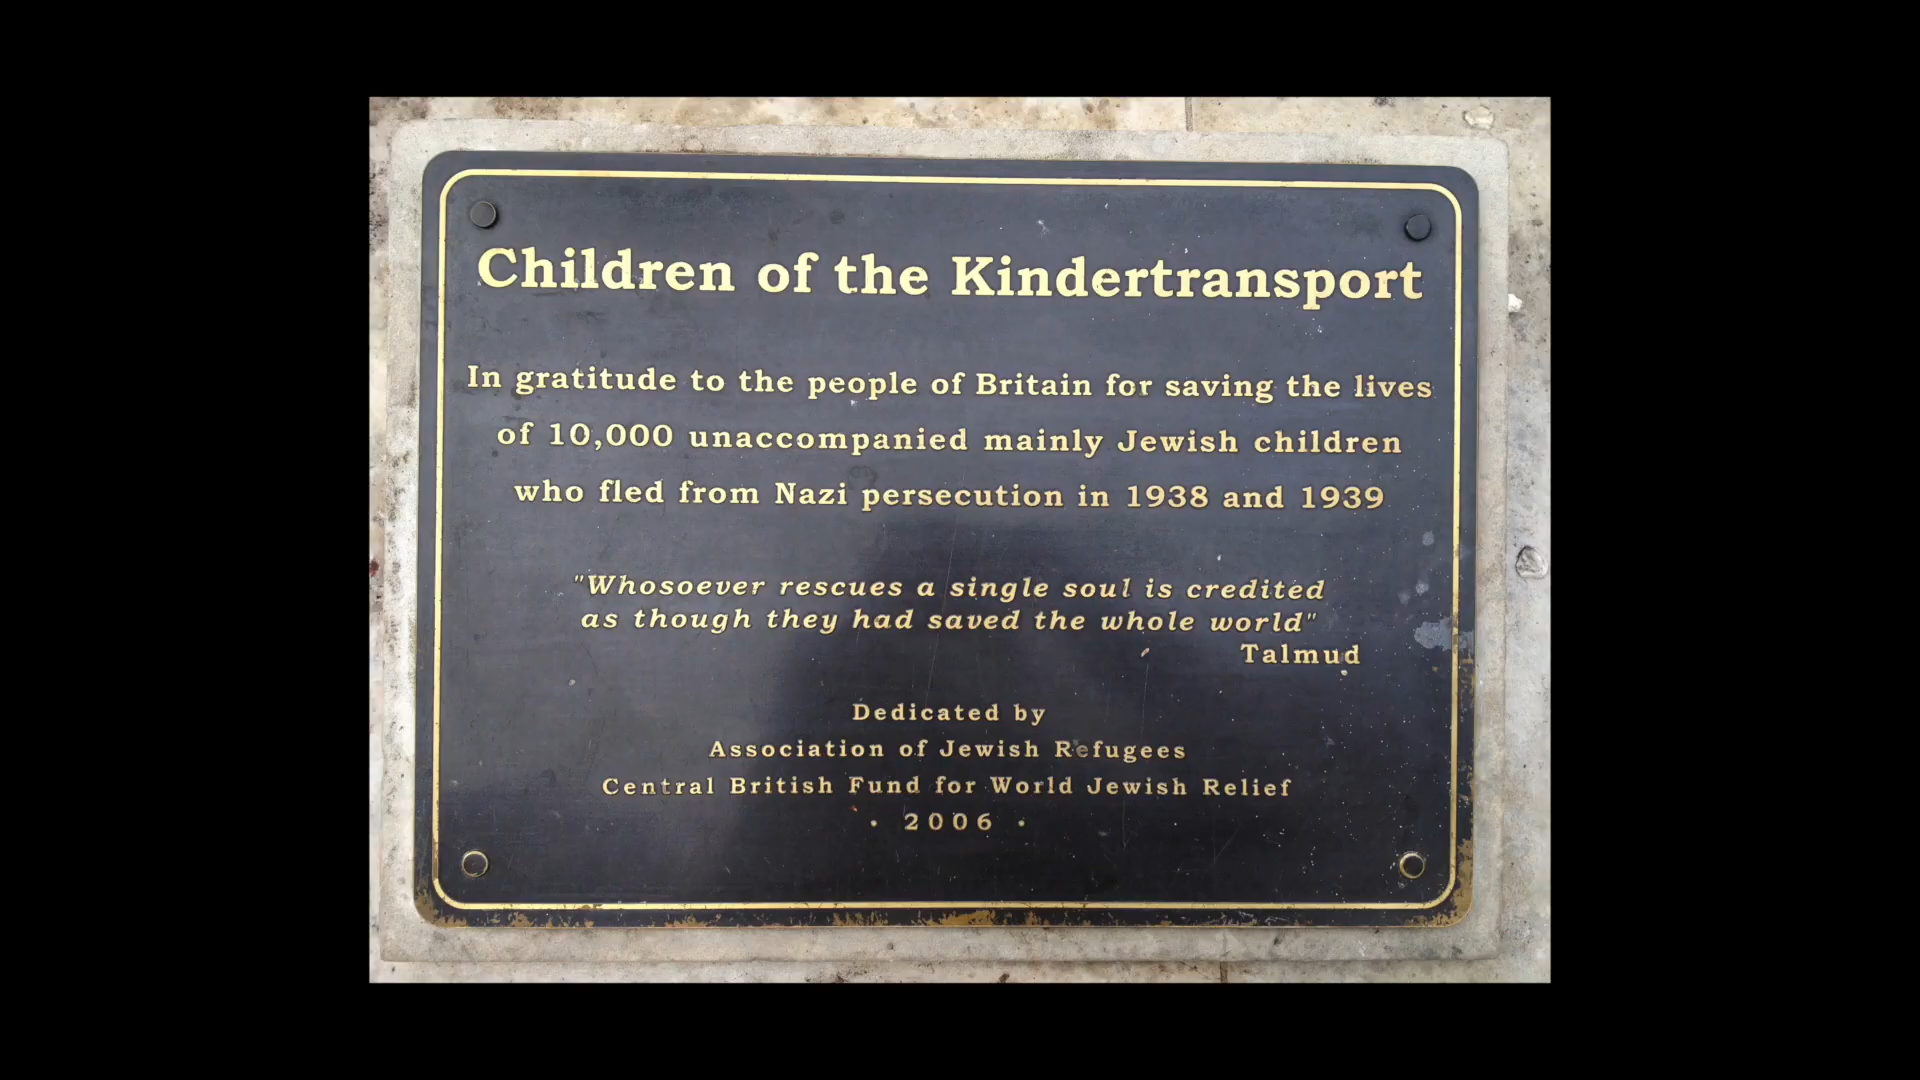 Children of the Kindertransport
In gratitude to the people of Britain for saving the lives
of 10,000 unaccompanied mainly Jewish children
who fled from Nazi persecution in 1938 and 1939
"Whosoever rescues a single soul is credited
as though they had saved the whole world"
Talmud
Dedicated by
Association of Jewish Refugees
Central British Fund for World Jewish Relief
· 2006 ·